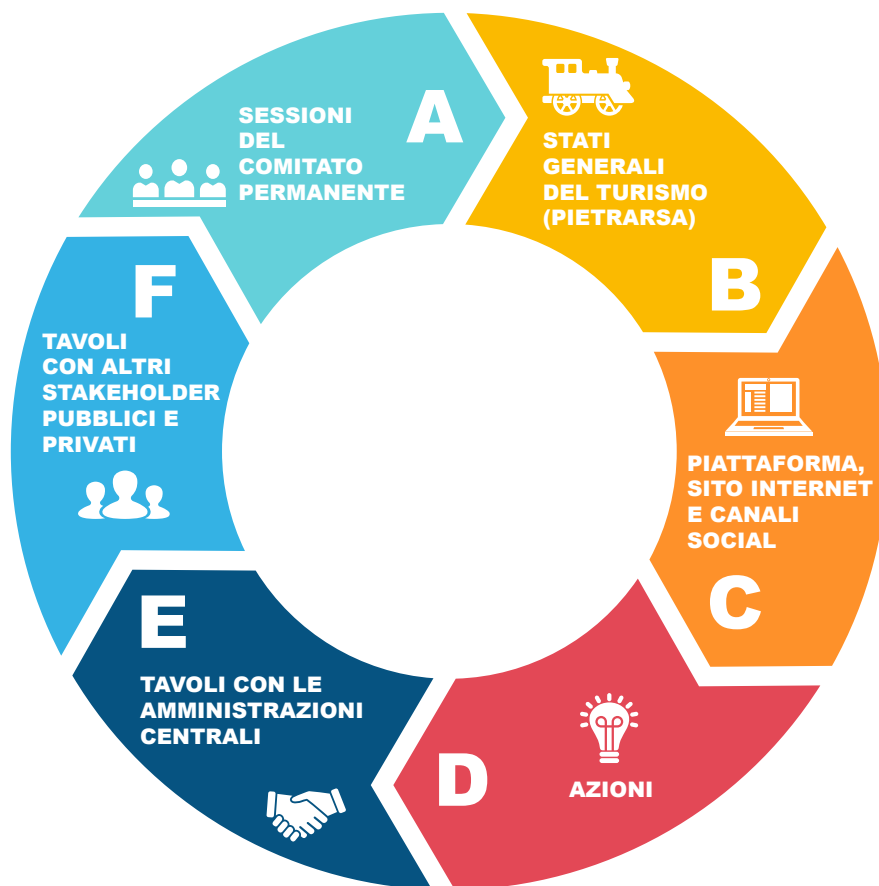 A
SESSIONI
DEL
COMITATO
PERMANENTE
STATI
GENERALI
DEL TURISMO
(PIETRARSA)
B
PIATTAFORMA,
SITO INTERNET
E CANALI
SOCIAL
C
D
AZIONI
E
TAVOLI CON LE
AMMINISTRAZIONI
CENTRALI
F
TAVOLI
CON ALTRI
STAKEHOLDER
PUBBLICI E
PRIVATI